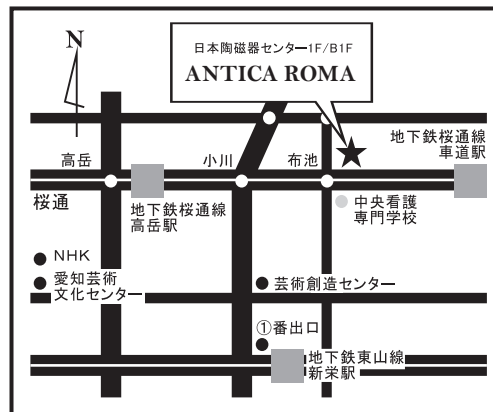 N
日本陶磁器センター1F/B1F
ANTICA ROMA
地下鉄桜通線
車道駅
高岳
小川
布池
桜通
地下鉄桜通線
高岳駅
中央看護
専門学校
NHK
愛知芸術
文化センター
芸術創造センター
①番出口
地下鉄東山線
新栄駅